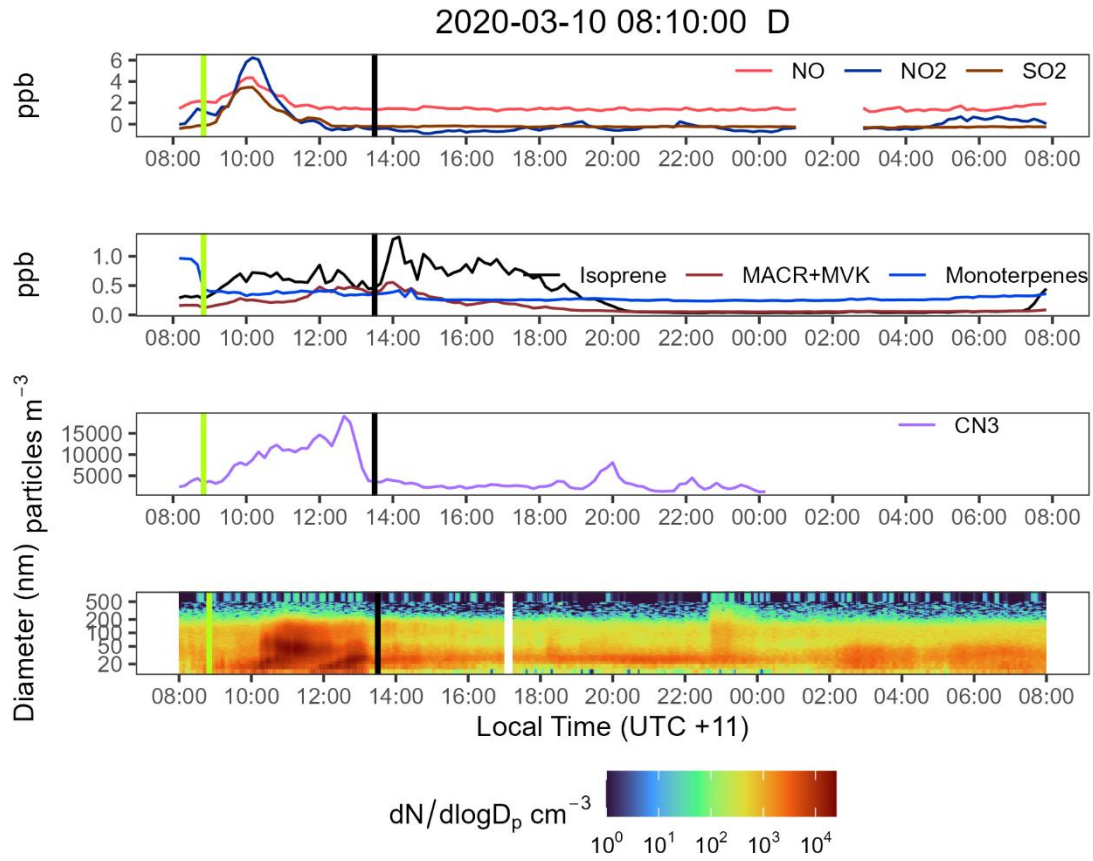 2020-03-10 08:10:00 D
ppb
6
4
2
0
NO NO2 SO2
08:00 10:00 12:00 14:00 16:00 18:00 20:00 22:00 00:00 02:00 04:00 06:00 08:00
ppb
1.0
0.5
0.0
Isoprene MACR+MVK Monoterpenes
08:00 10:00 12:00 14:00 16:00 18:00 20:00 22:00 00:00 02:00 04:00 06:00 08:00
particles m⁻³
15000
10000
5000
CN3
08:00 10:00 12:00 14:00 16:00 18:00 20:00 22:00 00:00 02:00 04:00 06:00 08:00
Diameter (nm)
500
200
100
50
20
08:00 10:00 12:00 14:00 16:00 18:00 20:00 22:00 00:00 02:00 04:00 06:00 08:00
Local Time (UTC +11)
dN/dlogDₚ cm⁻³
10⁰ 10¹ 10² 10³ 10⁴